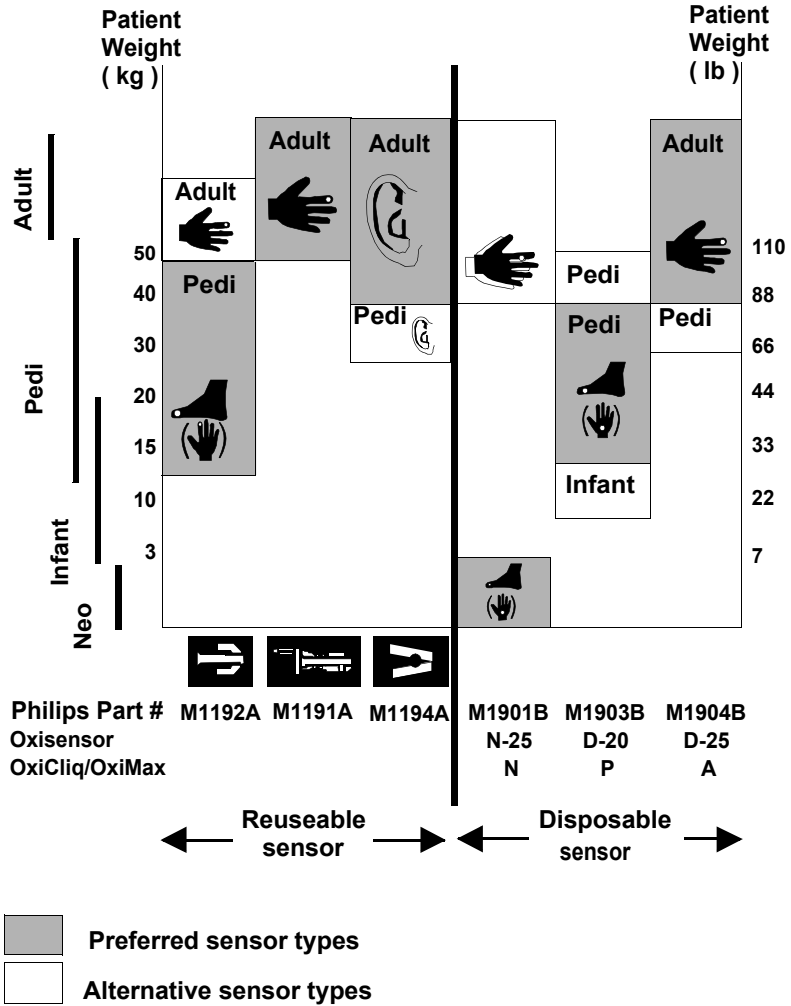 Patient
Weight
( kg )
Patient
Weight
( lb )
Adult
Pedi
Infant
Neo
50
40
30
20
15
10
3
Adult
Pedi
Adult
Adult
Pedi
Pedi
Pedi
Infant
Adult
Pedi
110
88
66
44
33
22
7
Philips Part # M1192A M1191A M1194A M1901B M1903B M1904B
Oxisensor N-25 D-20 D-25
OxiCliq/OxiMax N P A
Reuseable
sensor
Disposable
sensor
Preferred sensor types
Alternative sensor types